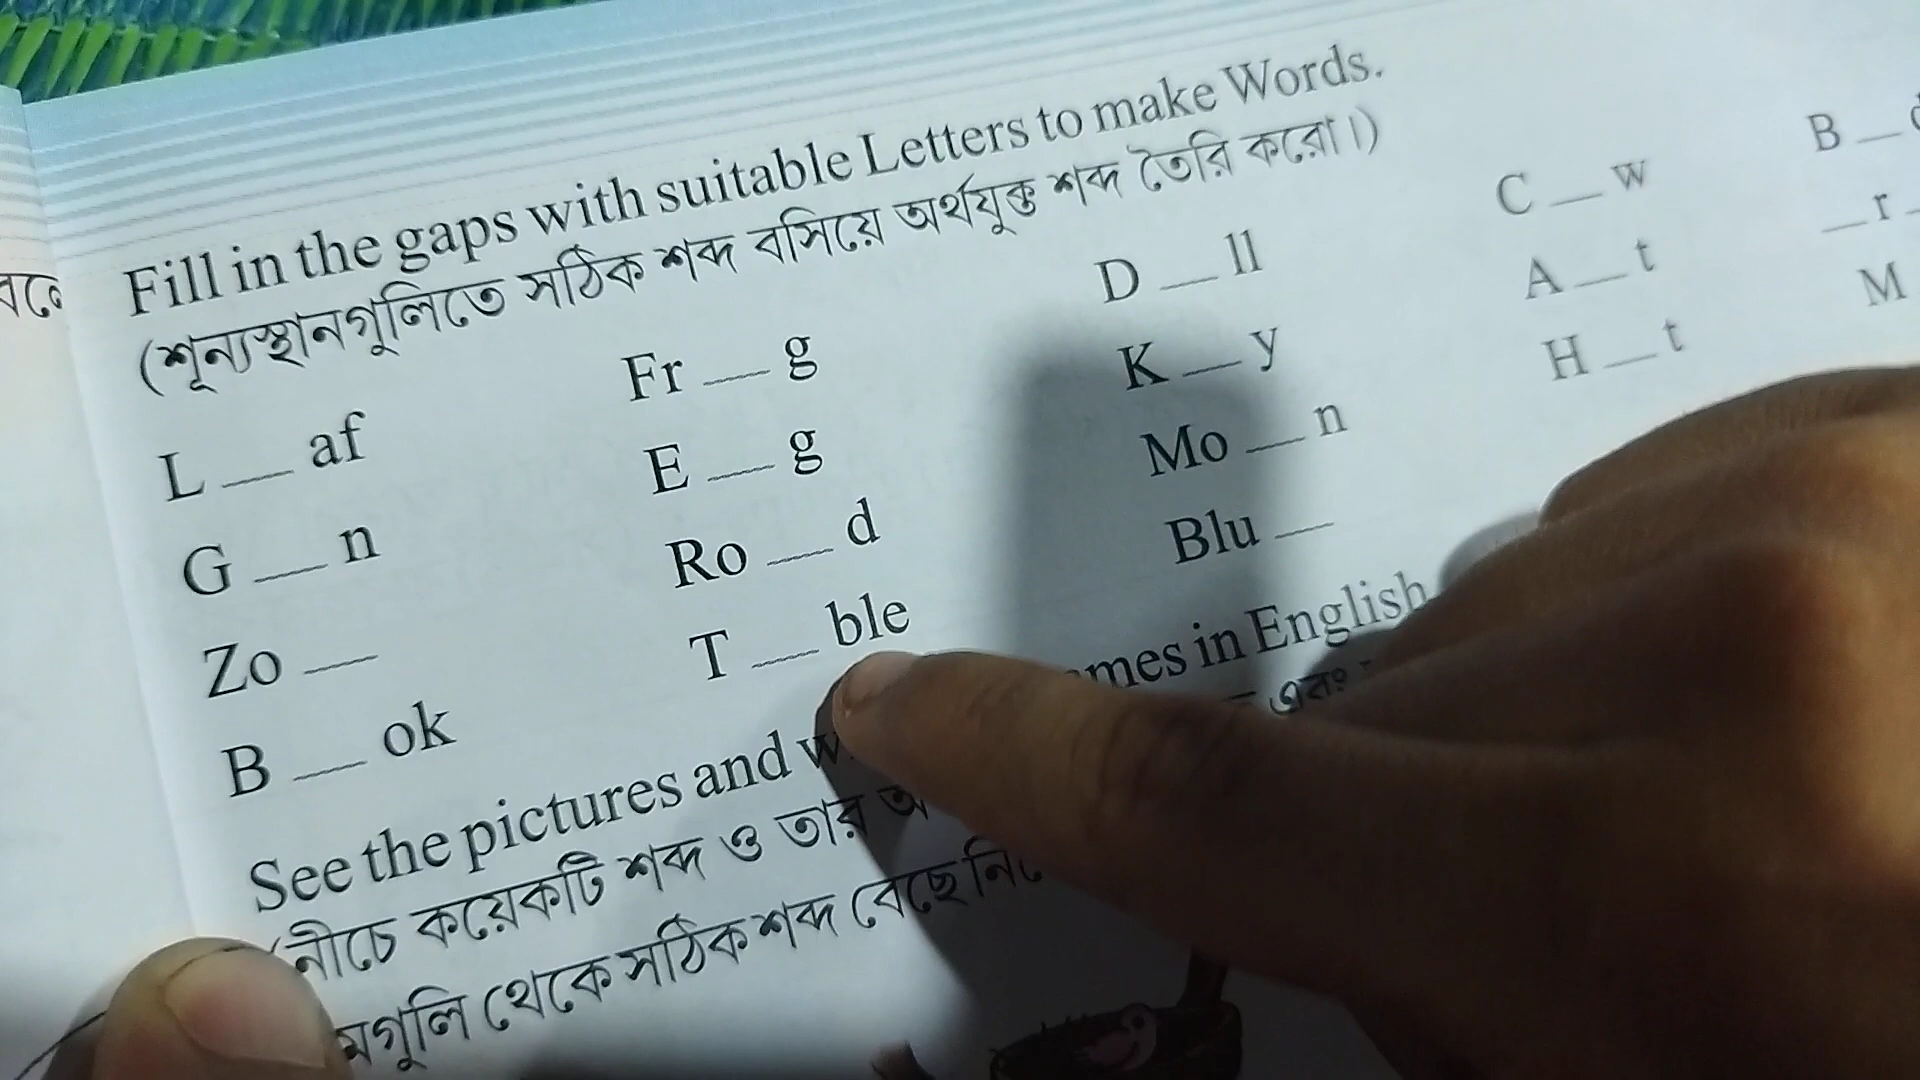 Fill in the gaps with suitable Letters to make Words.
(শূন্যস্থানগুলিতে সঠিক শব্দ বসিয়ে অর্থযুক্ত শব্দ তৈরি করো।)
L __ af Fr __ g D __ ll C __ w B __
G __ n E __ g K __ y A __ t __ r
Zo __ Ro __ d Mo __ n H __ t M
B __ ok T __ ble Blu __
See the pictures and in English
(নীচে কয়েকটি শব্দ ও তার এবং
থেকে সঠিক শব্দ বেছে